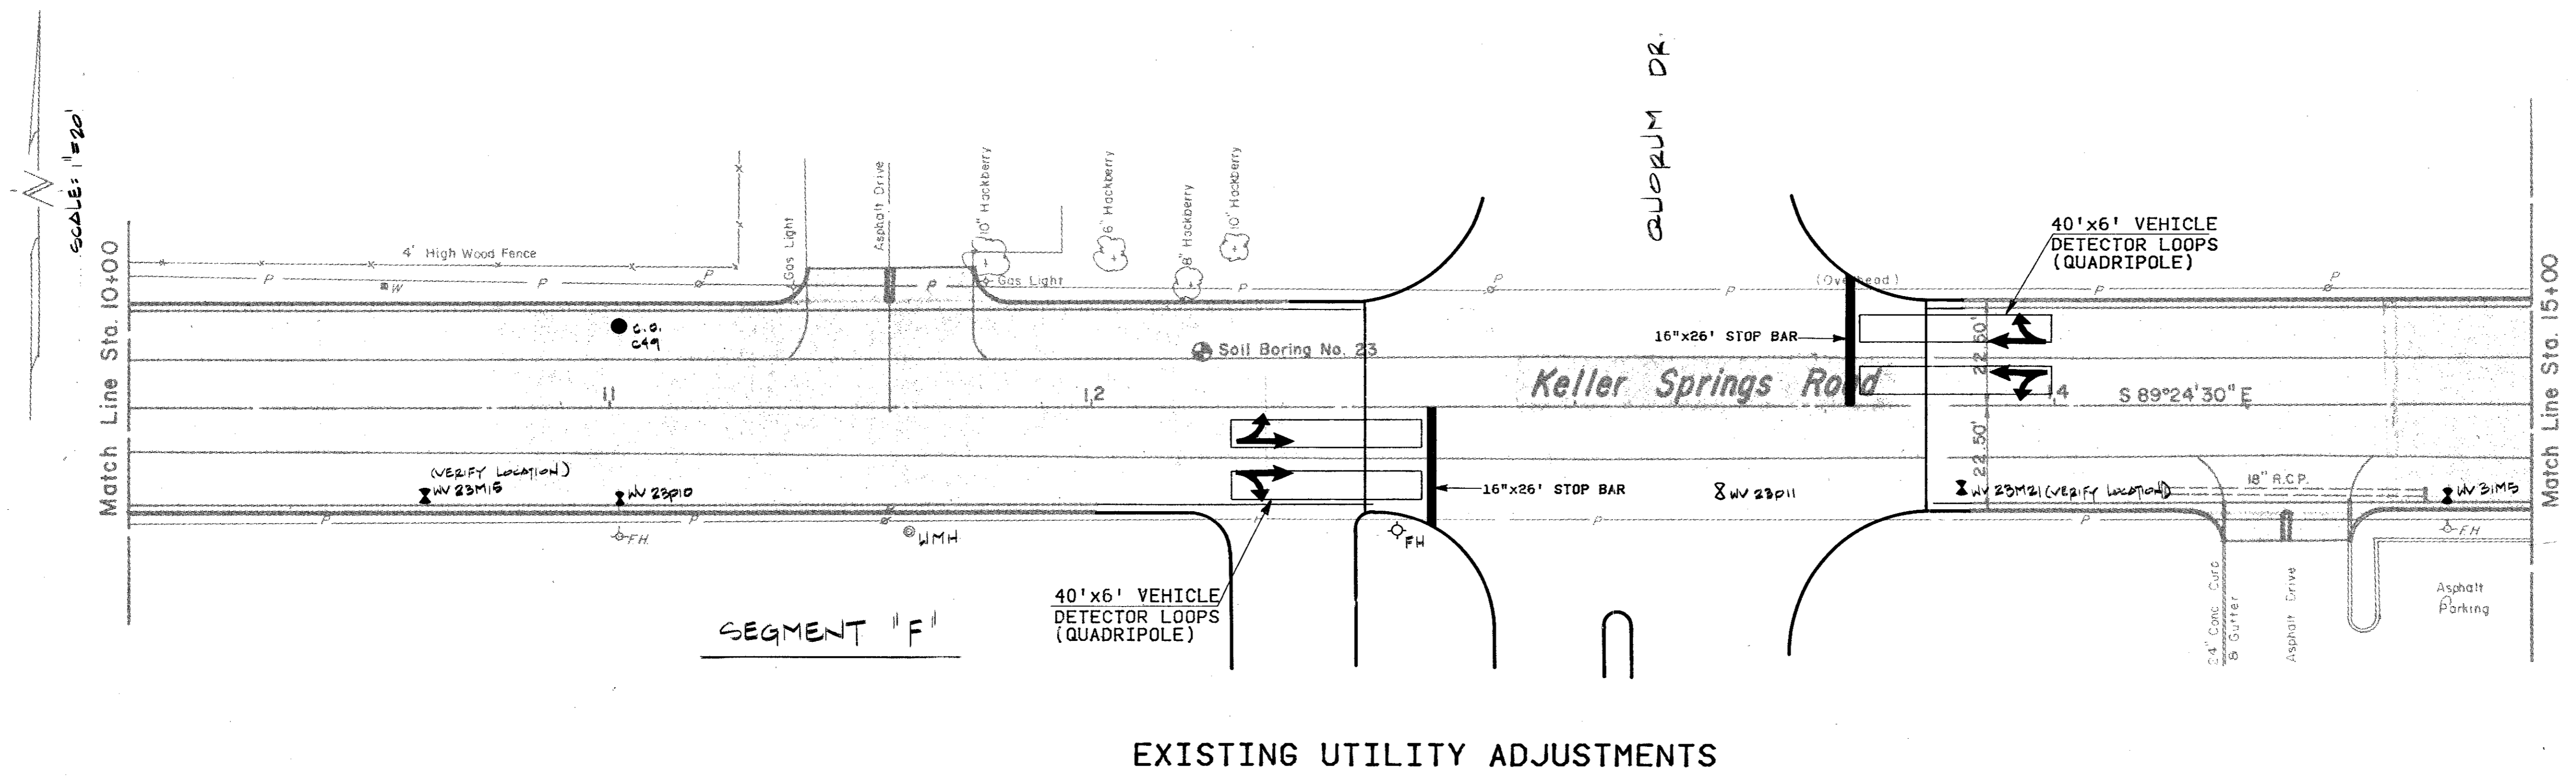 SCALE: 1"=20'
Match Line Sta. 10+00
4' High Wood Fence
P
P
P
W
Gas Light
Asphalt Drive
P
10" Hackberry
Gas Light
6" Hackberry
8" Hackberry
10" Hackberry
P
QUORUM DR.
P
P
(Overhead)
40'x6' VEHICLE
DETECTOR LOOPS
(QUADRIPOLE)
P
P
Match Line Sta. 15+00
C.O.
C49
Soil Boring No. 23
16"x26' STOP BAR
22.50'
11
12
Keller Springs Road
14
S 89°24'30" E
22.50'
(VERIFY LOCATION)
WV 23M15
WV 23P10
16"x26' STOP BAR
WV 23P11
WV 23M21 (VERIFY LOCATION)
18" R.C.P.
WV 31M5
P
P
P
P
F.H.
WMH
FH
F.H.
40'x6' VEHICLE
DETECTOR LOOPS
(QUADRIPOLE)
24" Conc Curb
& Gutter
Asphalt Drive
Asphalt
Parking
SEGMENT "F"
EXISTING UTILITY ADJUSTMENTS